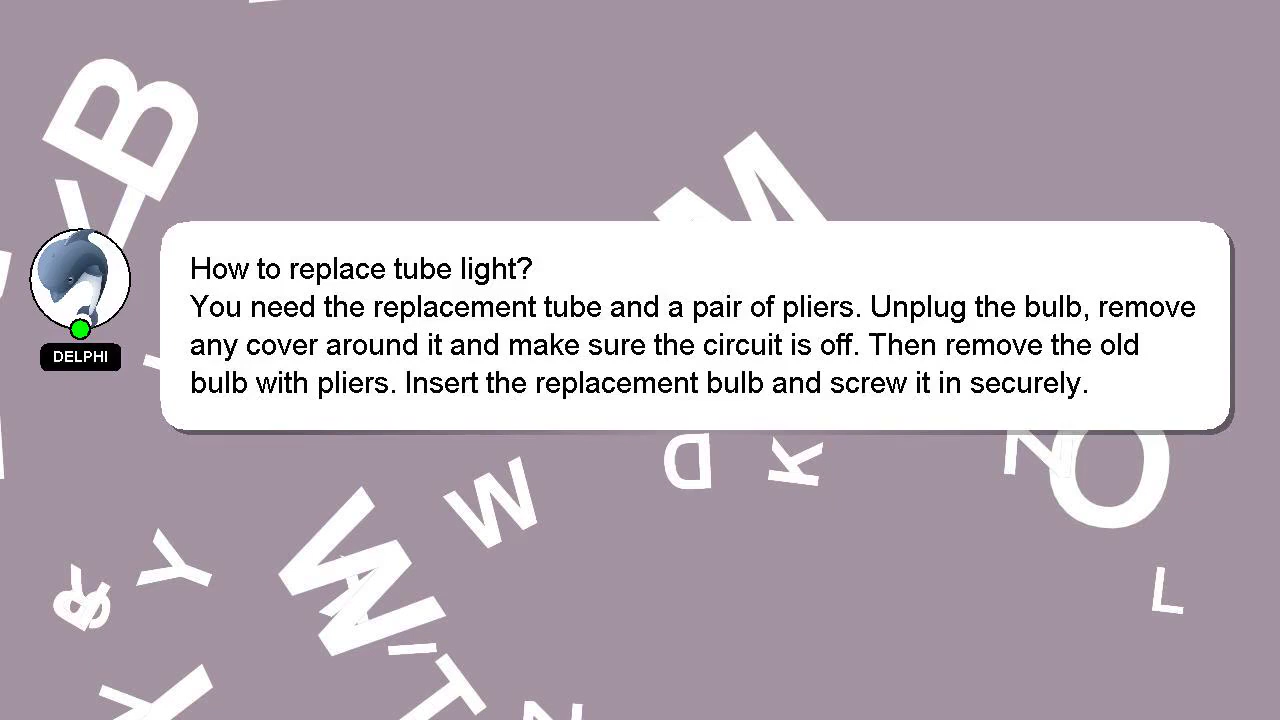 B
M
How to replace tube light?
You need the replacement tube and a pair of pliers. Unplug the bulb, remove
any cover around it and make sure the circuit is off. Then remove the old
bulb with pliers. Insert the replacement bulb and screw it in securely.
DELPHI
D
K
Z
O
W
W
Y
R
L
I
T
Z